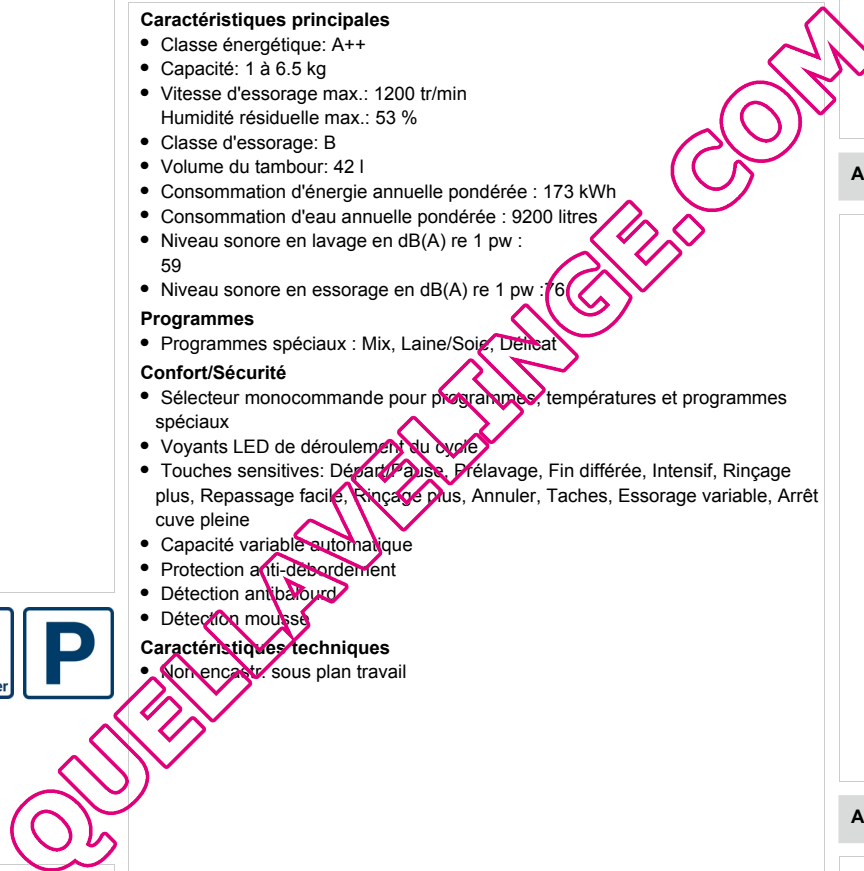 Caractéristiques principales
• Classe énergétique: A++
• Capacité: 1 à 6.5 kg
• Vitesse d'essorage max.: 1200 tr/min
Humidité résiduelle max.: 53 %
• Classe d'essorage: B
• Volume du tambour: 42 l
• Consommation d'énergie annuelle pondérée : 173 kWh
• Consommation d'eau annuelle pondérée : 9200 litres
• Niveau sonore en lavage en dB(A) re 1 pw :
59
• Niveau sonore en essorage en dB(A) re 1 pw :76
Programmes
• Programmes spéciaux : Mix, Laine/Soie, Délicat
Confort/Sécurité
• Sélecteur monocommande pour programmes, températures et programmes
spéciaux
• Voyants LED de déroulement du cycle
• Touches sensitives: Départ/Pause, Prélavage, Fin différée, Intensif, Rinçage
plus, Repassage facile, Rinçage plus, Annuler, Taches, Essorage variable, Arrêt
cuve pleine
• Capacité variable automatique
• Protection anti-débordement
• Détection antibalourd
• Détection mousse
Caractéristiques techniques
• Non encastr. sous plan travail
er
P
A
A
QUELLAVELINGE.COM